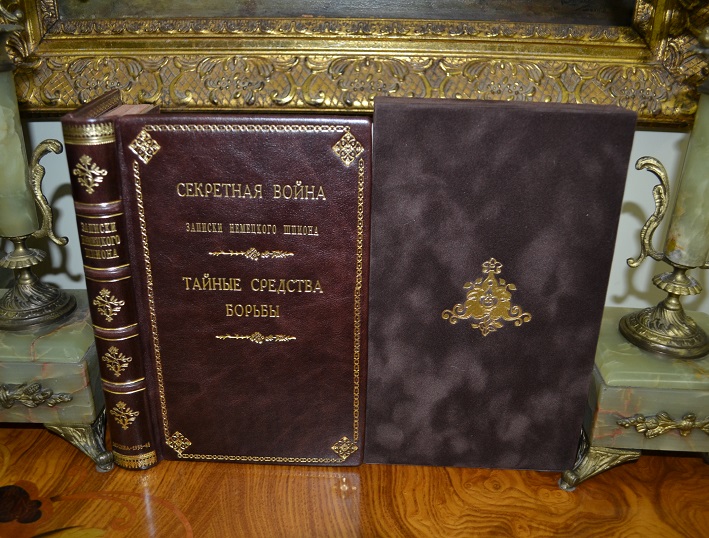 СЕКРЕТНАЯ ВОЙНА
ЗАПИСКИ НЕМЕЦКОГО ШПИОНА
ТАЙНЫЕ СРЕДСТВА
БОРЬБЫ
ЗАПИСКИ
НЕМЕЦКОГО
ШПИОНА